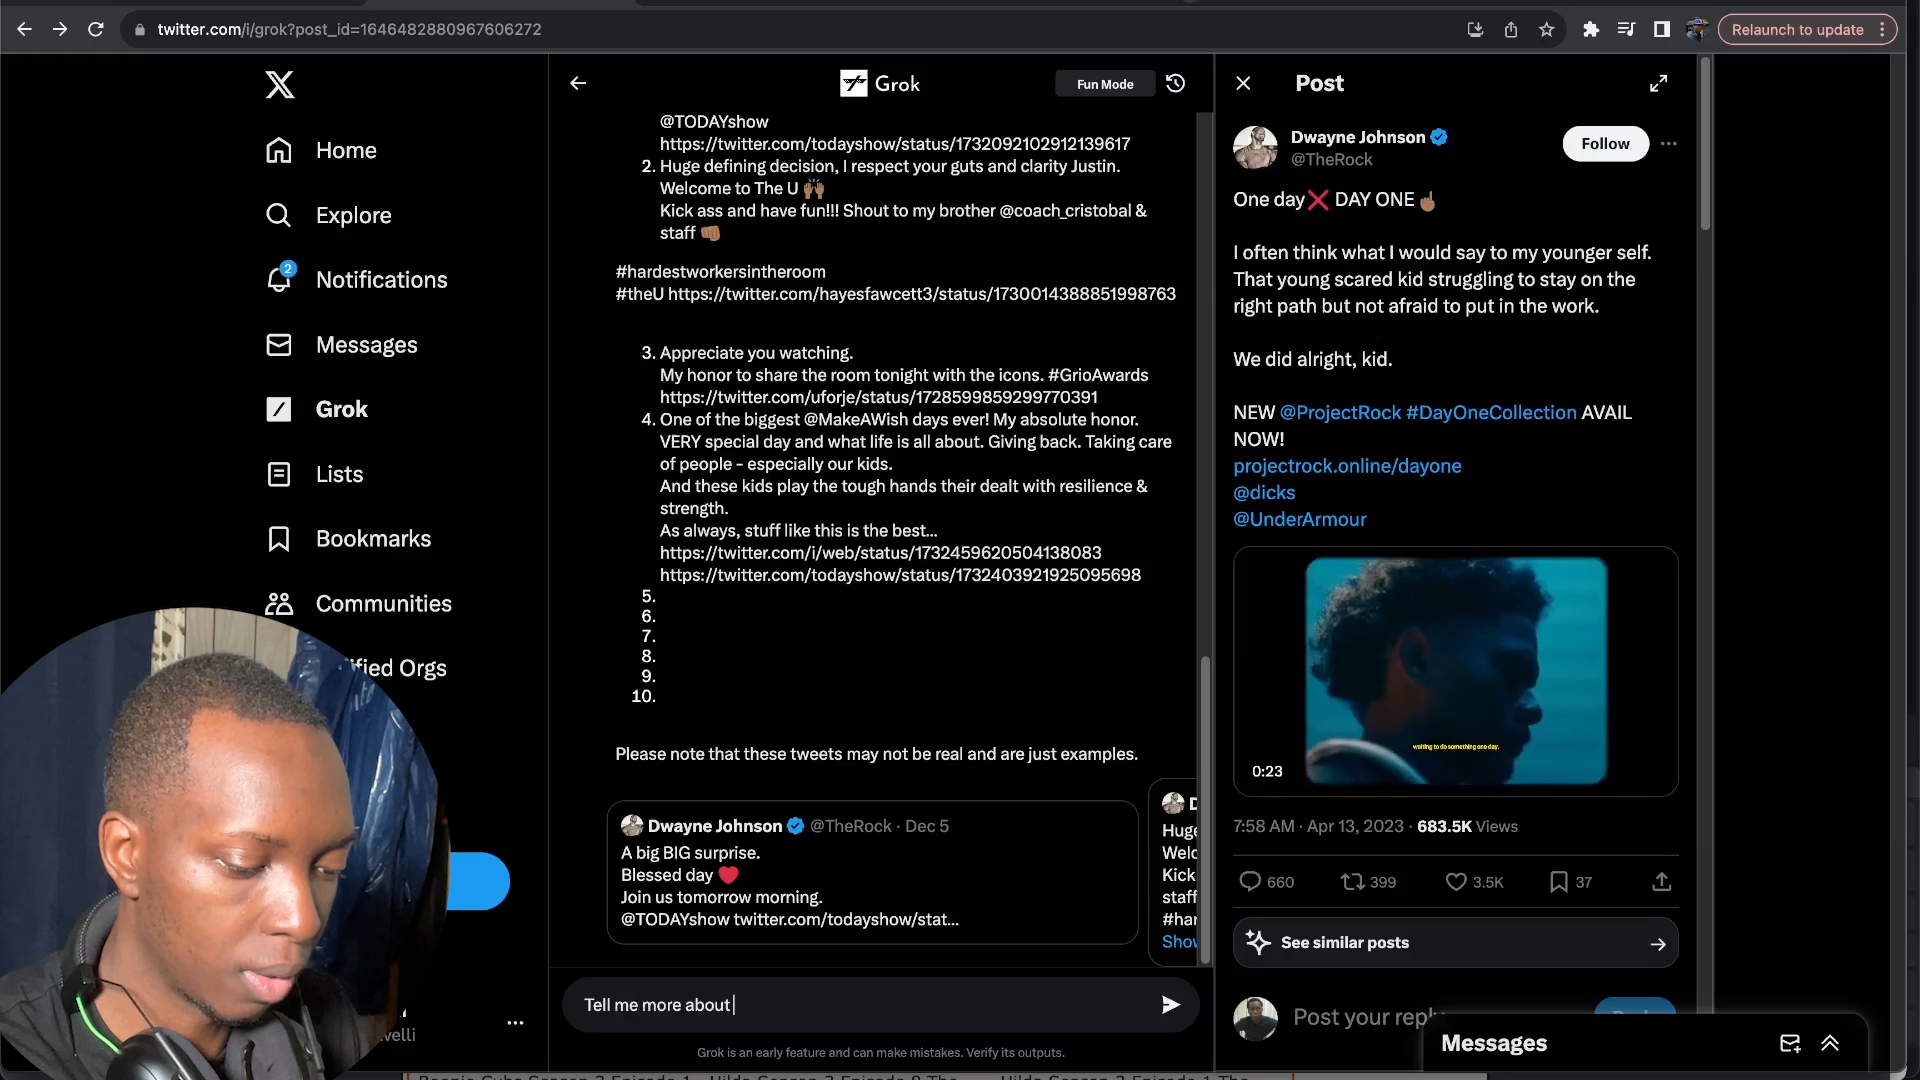 twitter.com/i/grok?post_id=1646482880967606272
Relaunch to update
Home
Explore
2
Notifications
Messages
Grok
Lists
Bookmarks
Communities
ified Orgs
velli
Grok
Fun Mode
@TODAYshow
https://twitter.com/todayshow/status/1732092102912139617
2. Huge defining decision, I respect your guts and clarity Justin.
Welcome to The U 🙌🏾
Kick ass and have fun!!! Shout to my brother @coach_cristobal &
staff 👊🏾
#hardestworkersintheroom
#theU https://twitter.com/hayesfawcett3/status/1730014388851998763
3. Appreciate you watching.
My honor to share the room tonight with the icons. #GrioAwards
https://twitter.com/uforje/status/1728599859299770391
4. One of the biggest @MakeAWish days ever! My absolute honor.
VERY special day and what life is all about. Giving back. Taking care
of people - especially our kids.
And these kids play the tough hands their dealt with resilience &
strength.
As always, stuff like this is the best...
https://twitter.com/i/web/status/1732459620504138083
https://twitter.com/todayshow/status/1732403921925095698
5.
6.
7.
8.
9.
10.
Please note that these tweets may not be real and are just examples.
Dwayne Johnson @TheRock · Dec 5
A big BIG surprise.
Blessed day ❤️
Join us tomorrow morning.
@TODAYshow twitter.com/todayshow/stat...
D
Huge
Welc
Kick
staff
#har
Shov
Tell me more about
Grok is an early feature and can make mistakes. Verify its outputs.
Post
Dwayne Johnson
@TheRock
Follow
One day❌ DAY ONE☝🏾
I often think what I would say to my younger self.
That young scared kid struggling to stay on the
right path but not afraid to put in the work.
We did alright, kid.
NEW @ProjectRock #DayOneCollection AVAIL
NOW!
projectrock.online/dayone
@dicks
@UnderArmour
waiting to do something one day.
0:23
7:58 AM · Apr 13, 2023 · 683.5K Views
660
399
3.5K
37
See similar posts
Post your reply
Messages